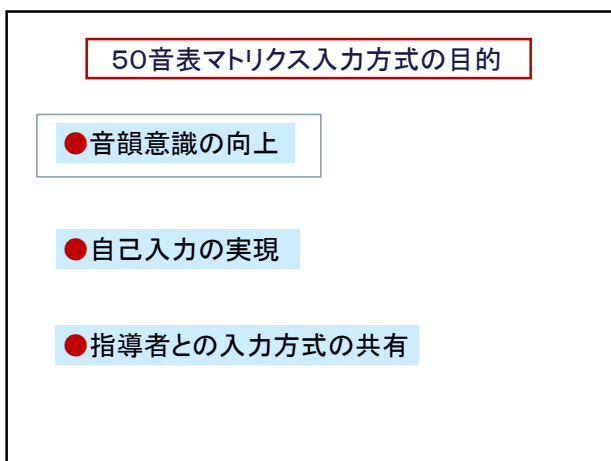 50音表マトリクス入力方式の目的
●音韻意識の向上
●自己入力の実現
●指導者との入力方式の共有